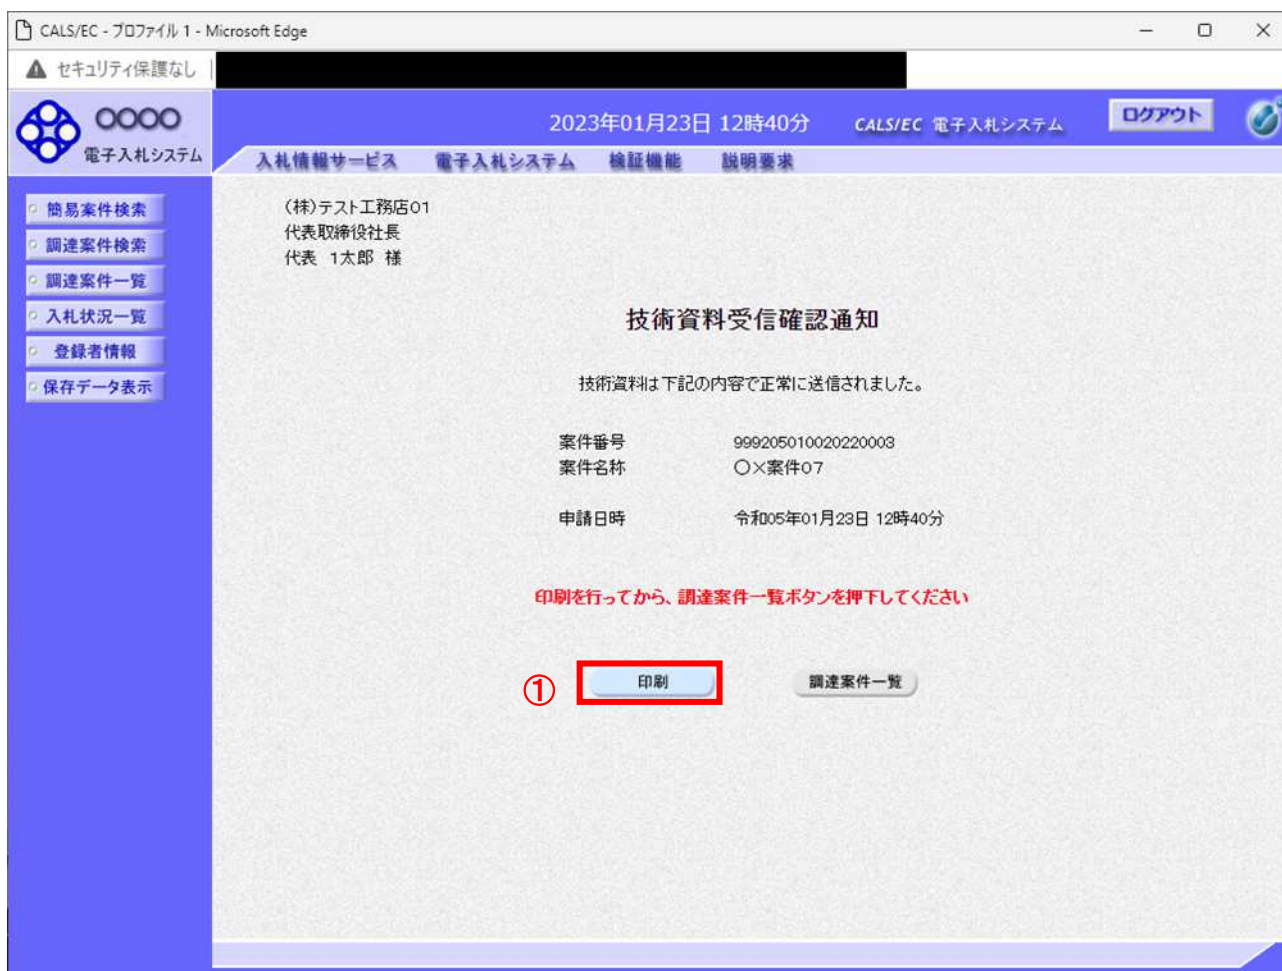 CALS/EC - プロファイル 1 - Microsoft Edge
セキュリティ保護なし
〇〇〇〇
電子入札システム
2023年01月23日 12時40分
CALS/EC 電子入札システム
ログアウト
入札情報サービス 電子入札システム 検証機能 説明要求
簡易案件検索
調達案件検索
調達案件一覧
入札状況一覧
登録者情報
保存データ表示
(株)テスト工務店01
代表取締役社長
代表 1太郎 様
技術資料受信確認通知
技術資料は下記の内容で正常に送信されました。
案件番号 999205010020220003
案件名称 〇×案件07
申請日時 令和05年01月23日 12時40分
印刷を行ってから、調達案件一覧ボタンを押下してください
① 印刷 調達案件一覧